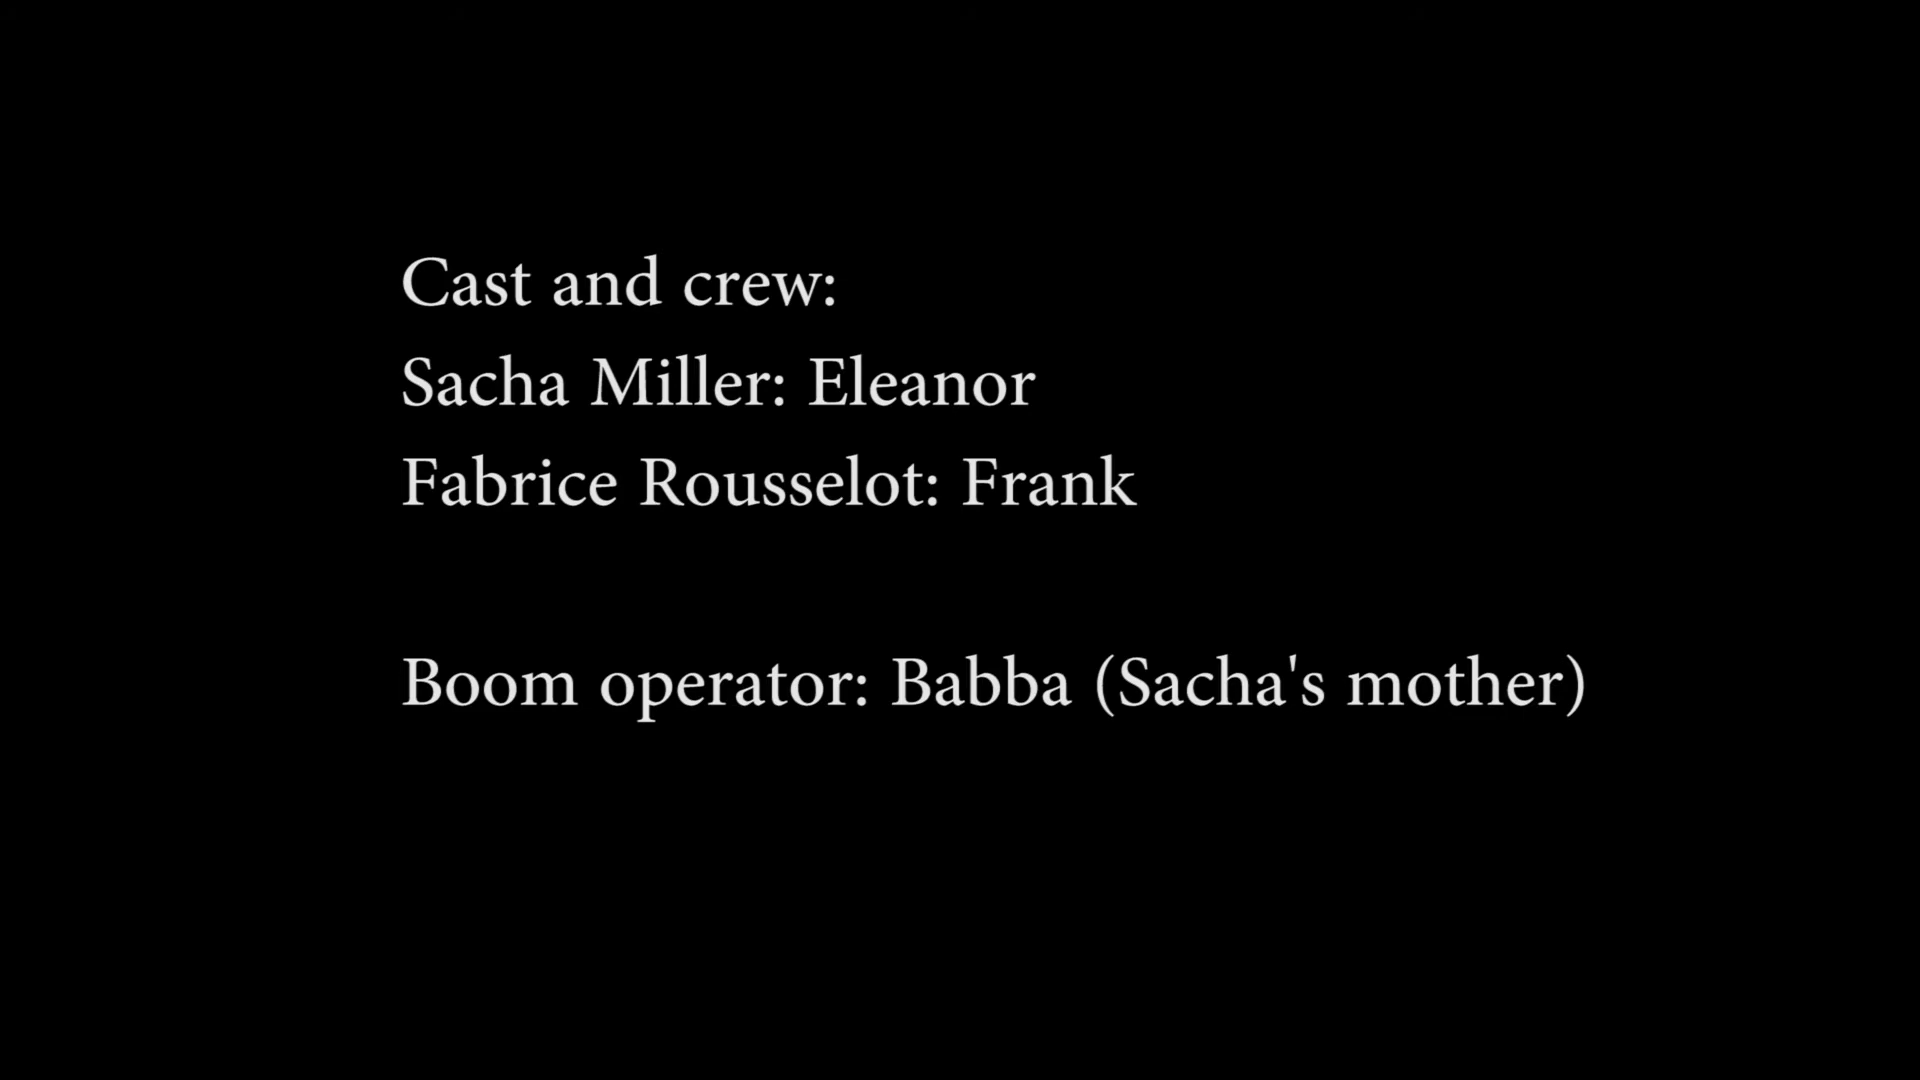 Cast and crew:
Sacha Miller: Eleanor
Fabrice Rousselot: Frank
Boom operator: Babba (Sacha's mother)